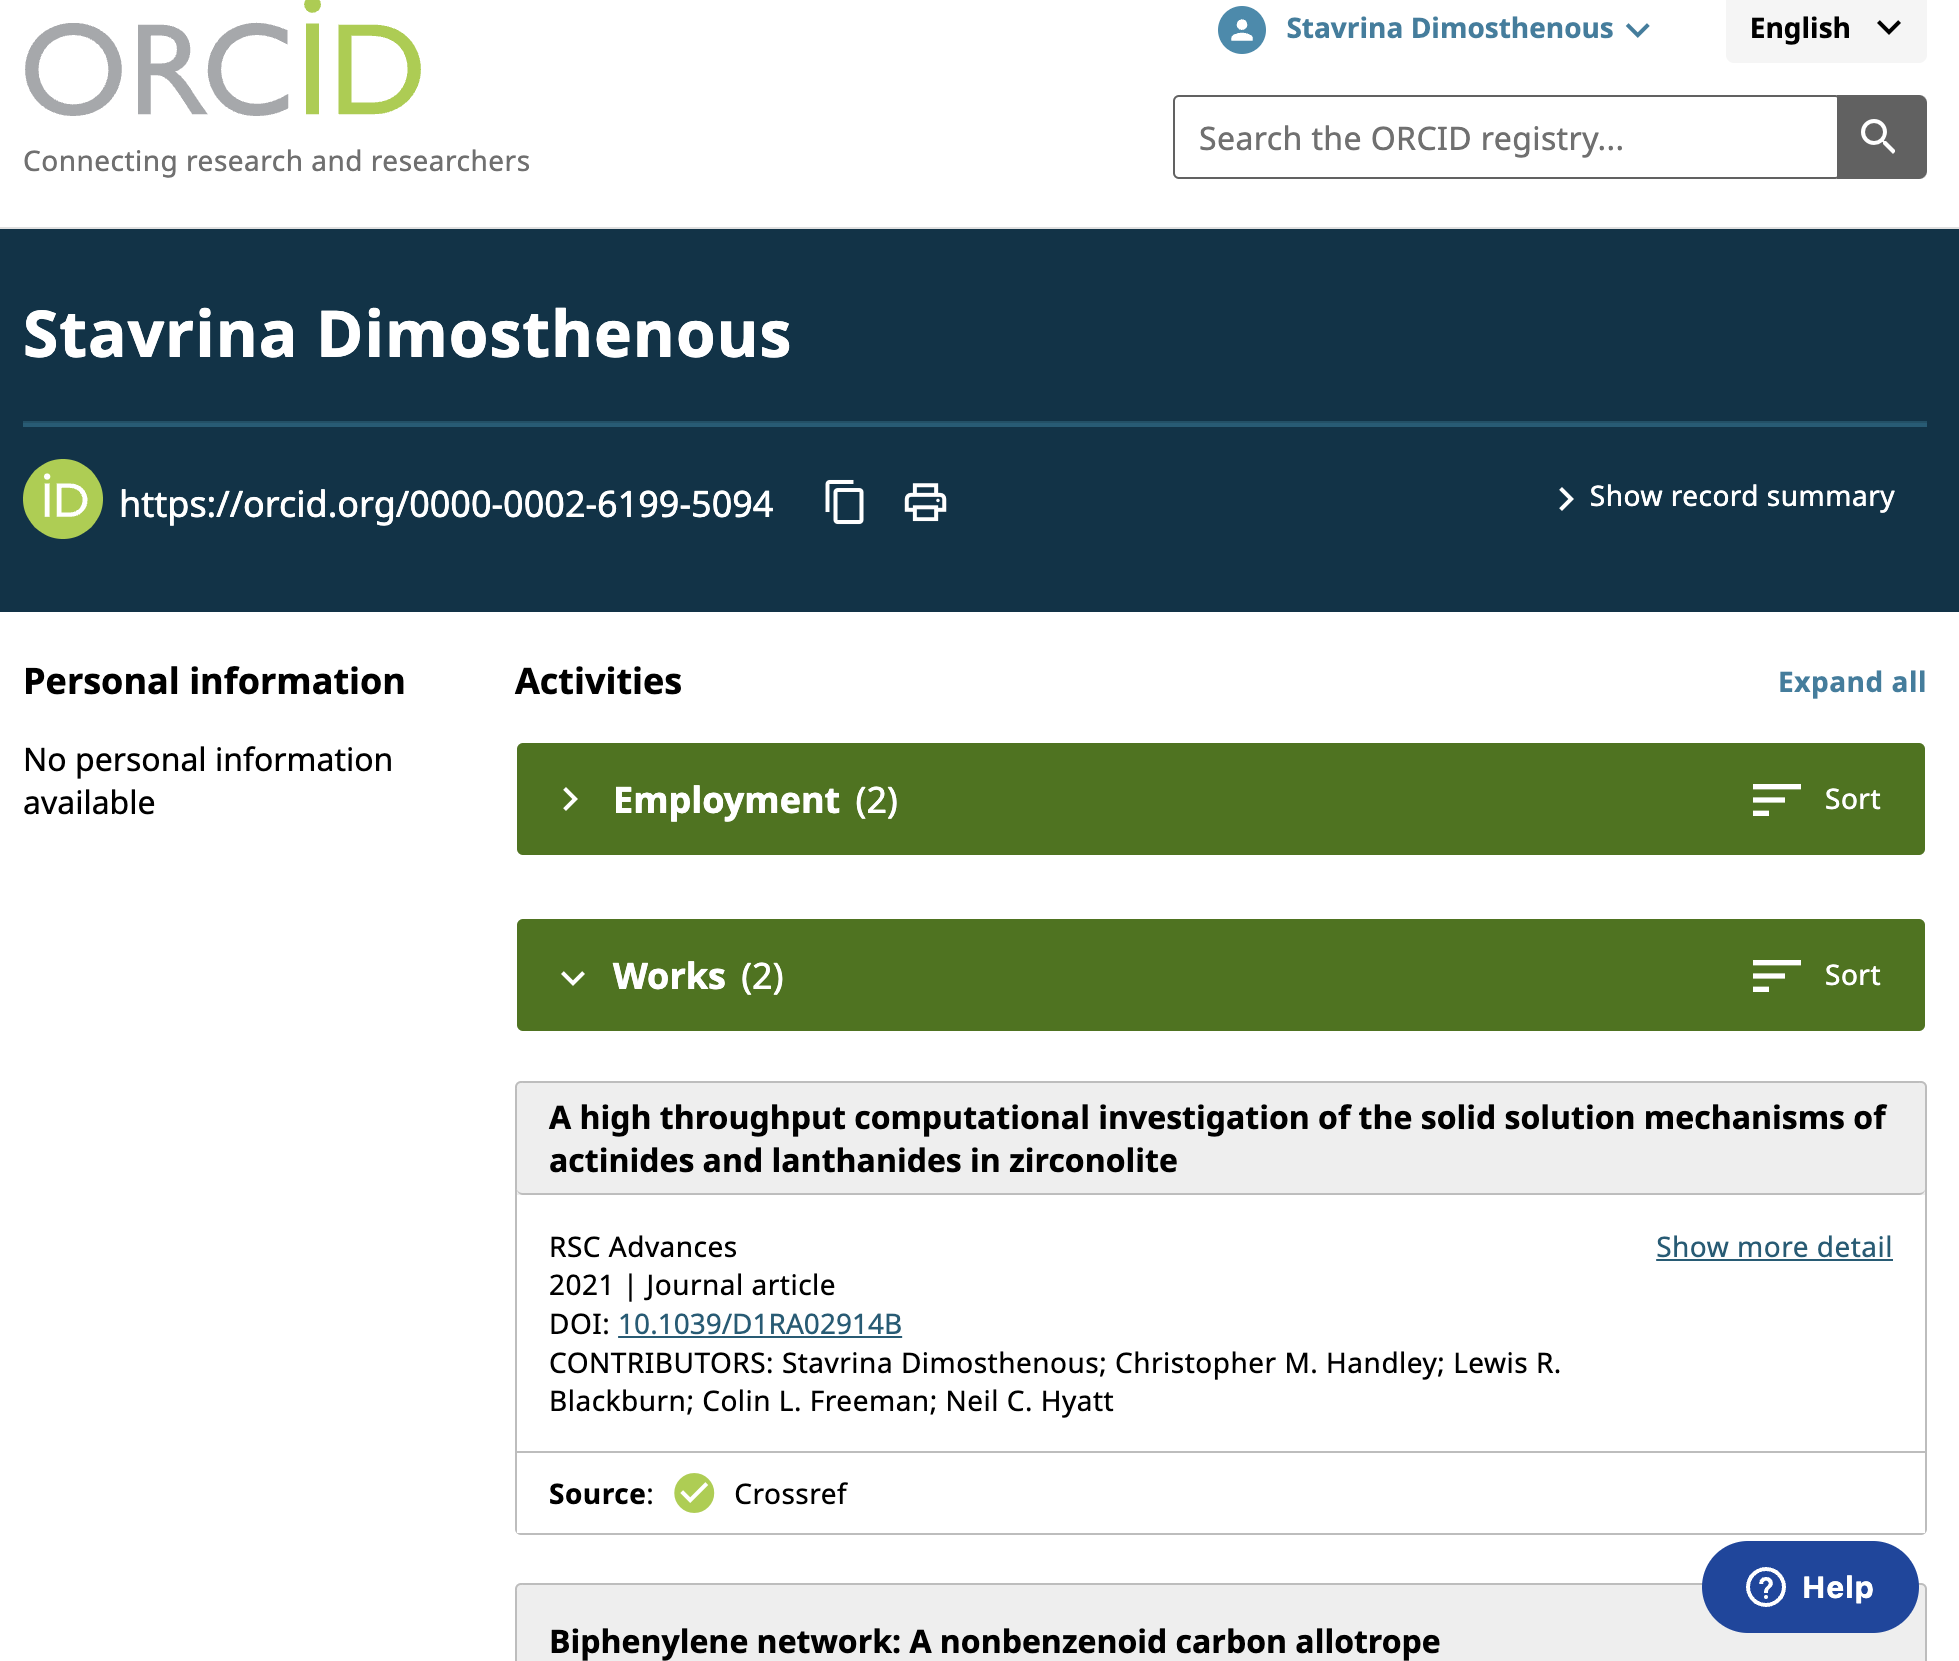 ORCID
Connecting research and researchers
Stavrina Dimosthenous
English
Search the ORCID registry...
Stavrina Dimosthenous
iD
https://orcid.org/0000-0002-6199-5094
Show record summary
Personal information
No personal information
available
Activities
Expand all
Employment (2)
Sort
Works (2)
Sort
A high throughput computational investigation of the solid solution mechanisms of
actinides and lanthanides in zirconolite
RSC Advances
Show more detail
2021 | Journal article
DOI: 10.1039/D1RA02914B
CONTRIBUTORS: Stavrina Dimosthenous; Christopher M. Handley; Lewis R.
Blackburn; Colin L. Freeman; Neil C. Hyatt
Source: Crossref
Help
Biphenylene network: A nonbenzenoid carbon allotrope